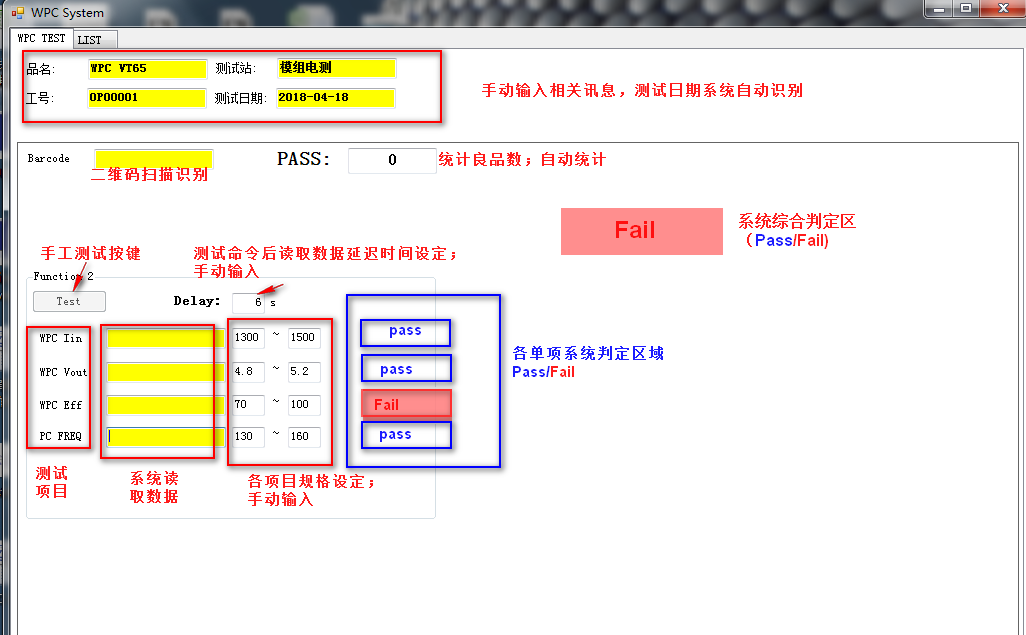 WPC System
WPC TEST LIST
品名: WPC VT65 测试站: 模组电测
工号: OP00001 测试日期: 2018-04-18
手动输入相关讯息，测试日期系统自动识别
Barcode PASS: 0 统计良品数；自动统计
二维码扫描识别
Fail
系统综合判定区
（Pass/Fail)
手工测试按键
测试命令后读取数据延迟时间设定；
手动输入
Function 2
Test Delay: 6 s
WPC Iin 1300 ~ 1500 pass
WPC Vout 4.8 ~ 5.2 pass
WPC Eff 70 ~ 100 Fail
PC FREQ 130 ~ 160 pass
各单项系统判定区域
Pass/Fail
测试
项目
系统读
取数据
各项目规格设定；
手动输入